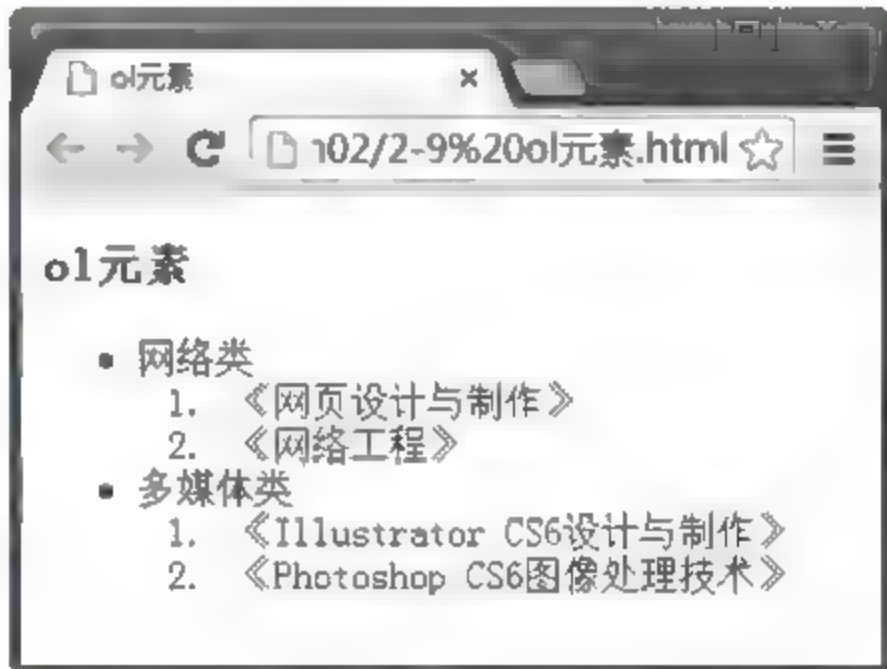 ol元素
102/2-9%20ol元素.html
ol元素
• 网络类
1. 《网页设计与制作》
2. 《网络工程》
• 多媒体类
1. 《Illustrator CS6设计与制作》
2. 《Photoshop CS6图像处理技术》